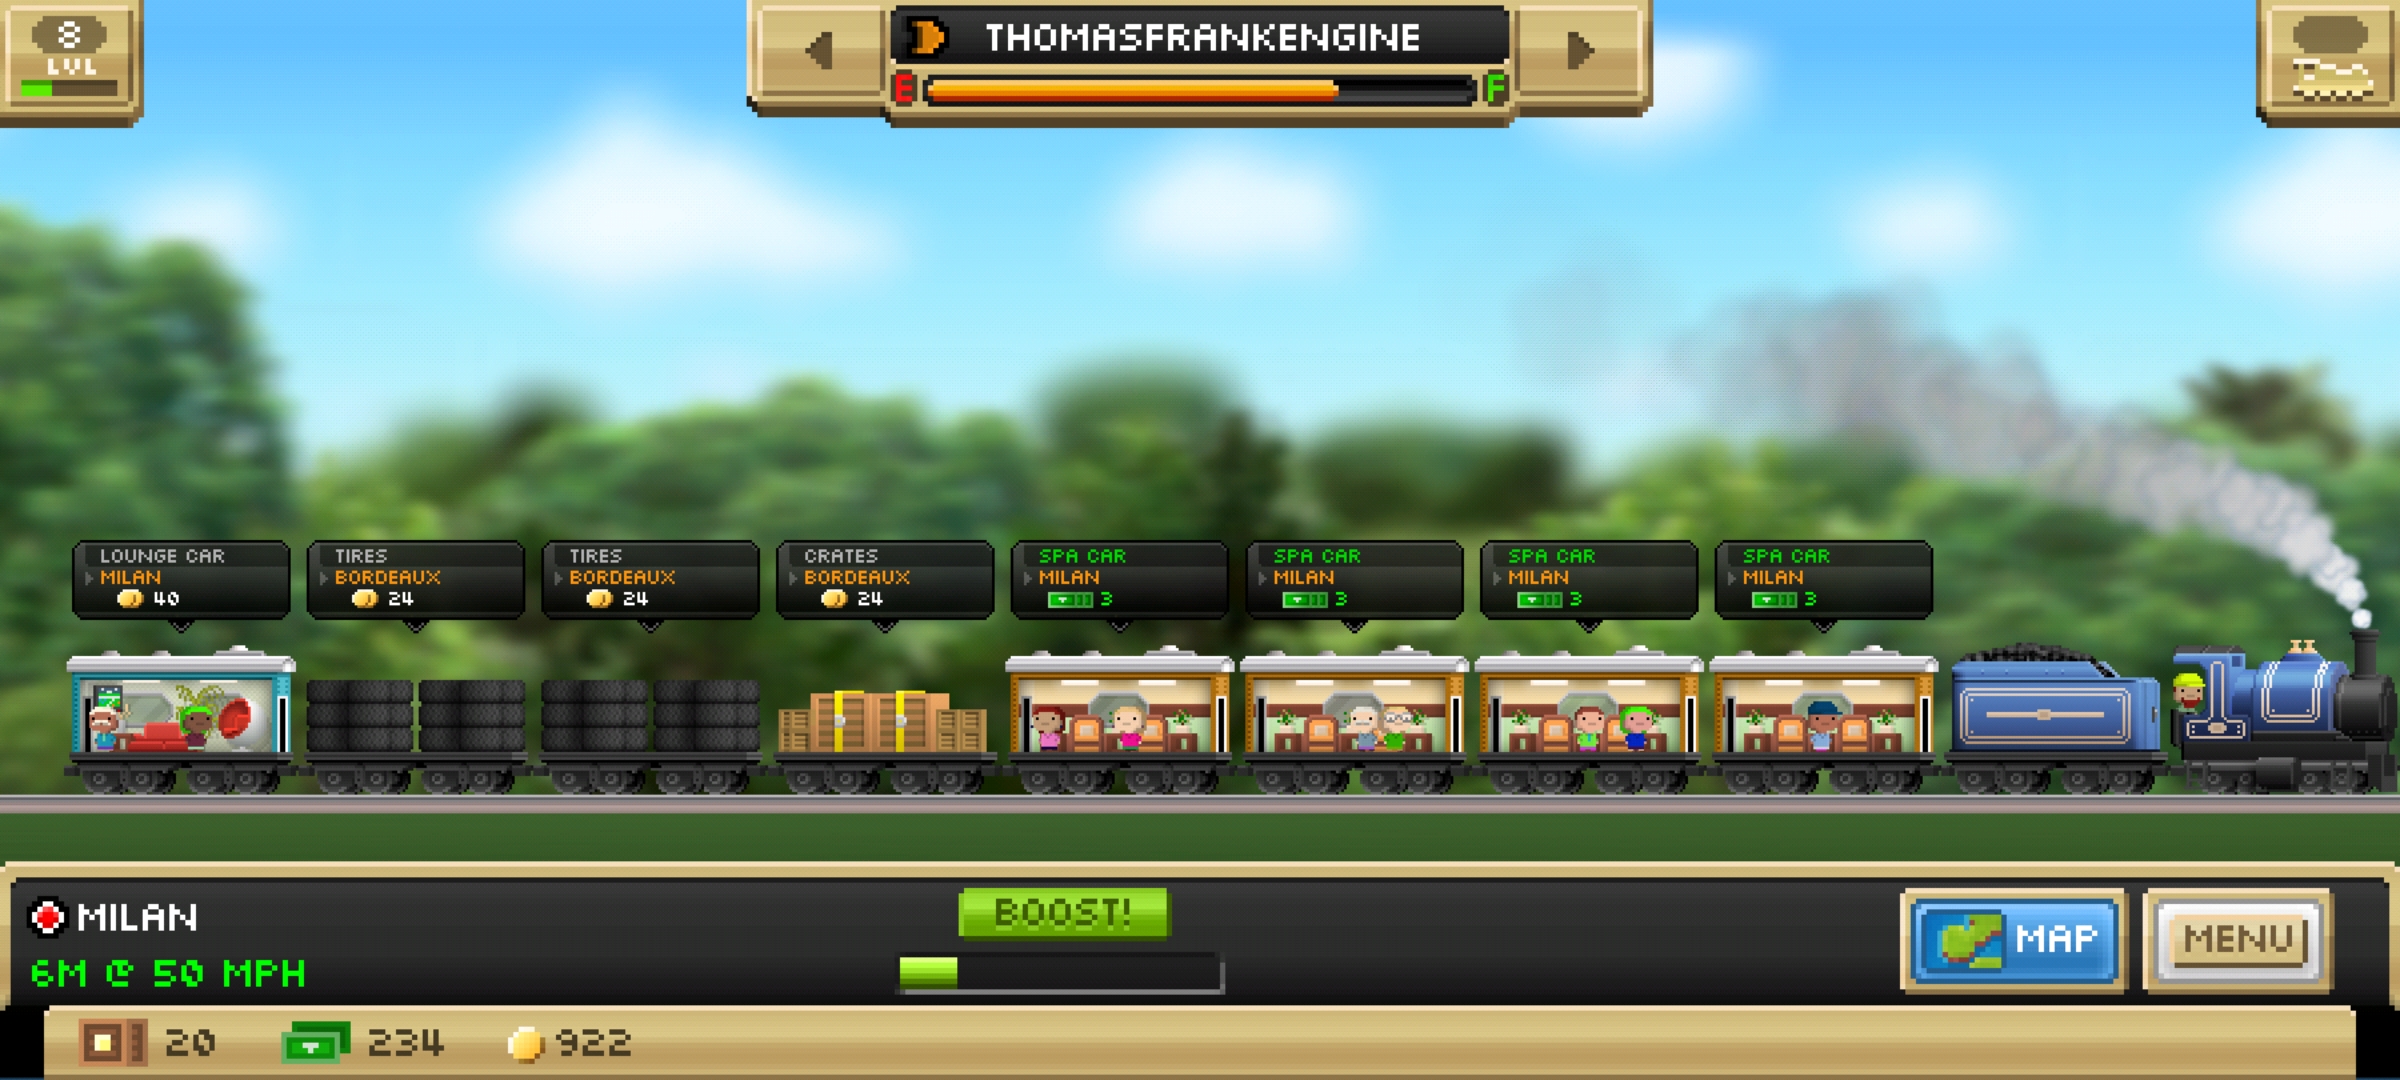 8
LVL
THOMASFRANKENGINE
E
F
LOUNGE CAR
MILAN
40
TIRES
BORDEAUX
24
TIRES
BORDEAUX
24
CRATES
BORDEAUX
24
SPA CAR
MILAN
3
SPA CAR
MILAN
3
SPA CAR
MILAN
3
SPA CAR
MILAN
3
MILAN
6M @ 50 MPH
BOOST!
MAP
MENU
20
234
922